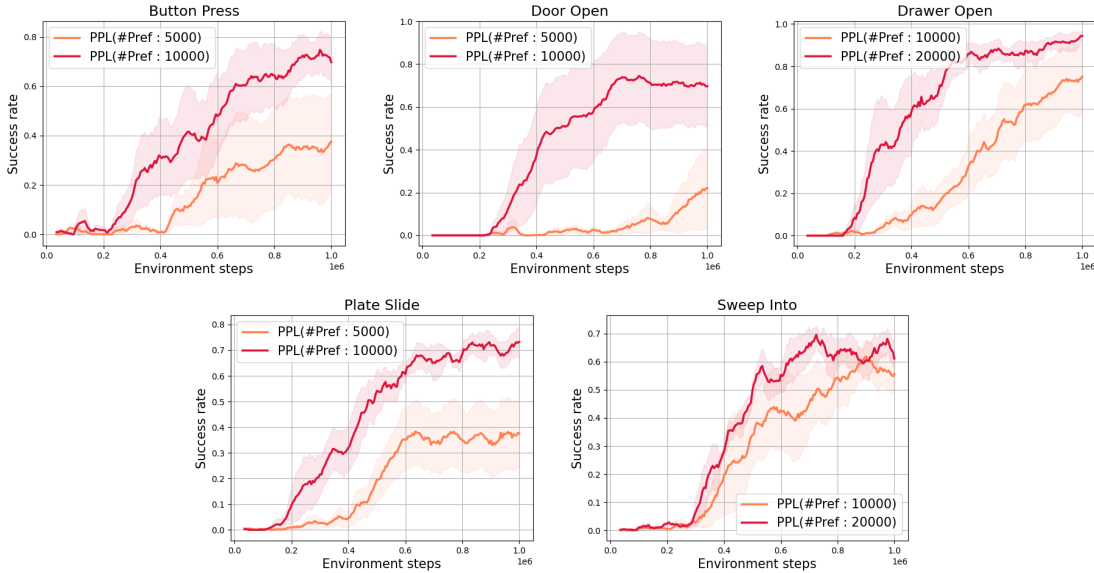 Button Press
PPL(#Pref : 5000)
PPL(#Pref : 10000)
Success rate
0.8
0.6
0.4
0.2
0.0
0.0 0.2 0.4 0.6 0.8 1.0
1e6
Environment steps
Door Open
PPL(#Pref : 5000)
PPL(#Pref : 10000)
Success rate
1.0
0.8
0.6
0.4
0.2
0.0
0.0 0.2 0.4 0.6 0.8 1.0
1e6
Environment steps
Drawer Open
PPL(#Pref : 10000)
PPL(#Pref : 20000)
Success rate
1.0
0.8
0.6
0.4
0.2
0.0
0.0 0.2 0.4 0.6 0.8 1.0
1e6
Environment steps
Plate Slide
PPL(#Pref : 5000)
PPL(#Pref : 10000)
Success rate
0.8
0.7
0.6
0.5
0.4
0.3
0.2
0.1
0.0
0.0 0.2 0.4 0.6 0.8 1.0
1e6
Environment steps
Sweep Into
PPL(#Pref : 10000)
PPL(#Pref : 20000)
Success rate
0.7
0.6
0.5
0.4
0.3
0.2
0.1
0.0
0.0 0.2 0.4 0.6 0.8 1.0
1e6
Environment steps